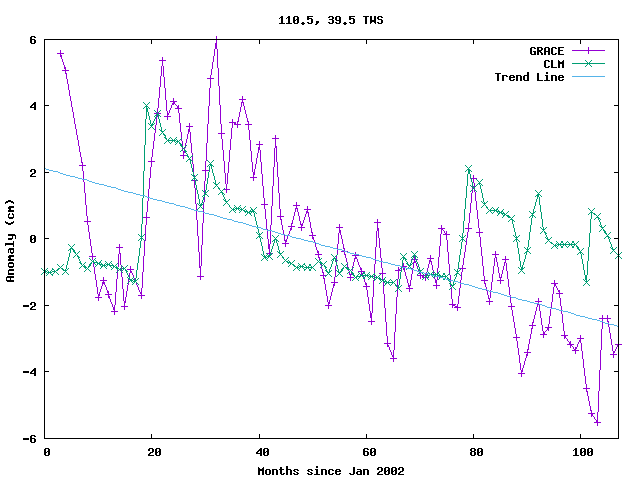 110.5, 39.5 TWS
GRACE
CLM
Trend Line
6
4
2
0
-2
-4
-6
Anomaly (cm)
0 20 40 60 80 100
Months since Jan 2002